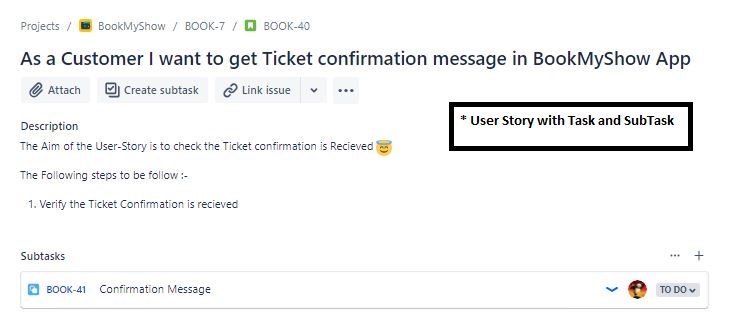 Projects / BookMyShow / BOOK-7 / BOOK-40
As a Customer I want to get Ticket confirmation message in BookMyShow App
Attach Create subtask Link issue
* User Story with Task and SubTask
Description
The Aim of the User-Story is to check the Ticket confirmation is Recieved 😇
The Following steps to be follow :-
1. Verify the Ticket Confirmation is recieved
Subtasks
BOOK-41 Confirmation Message TO DO